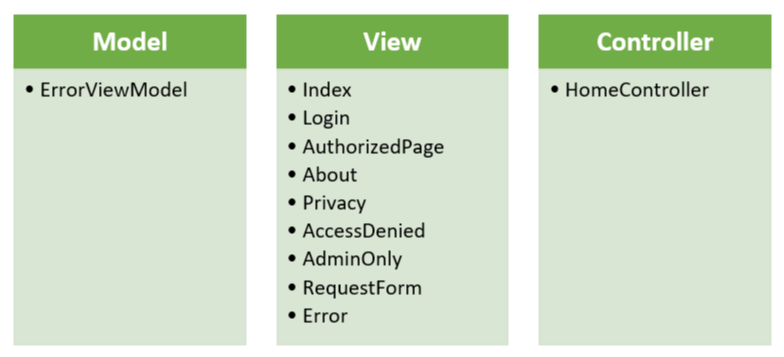 Model
• ErrorViewModel
View
• Index
• Login
• AuthorizedPage
• About
• Privacy
• AccessDenied
• AdminOnly
• RequestForm
• Error
Controller
• HomeController